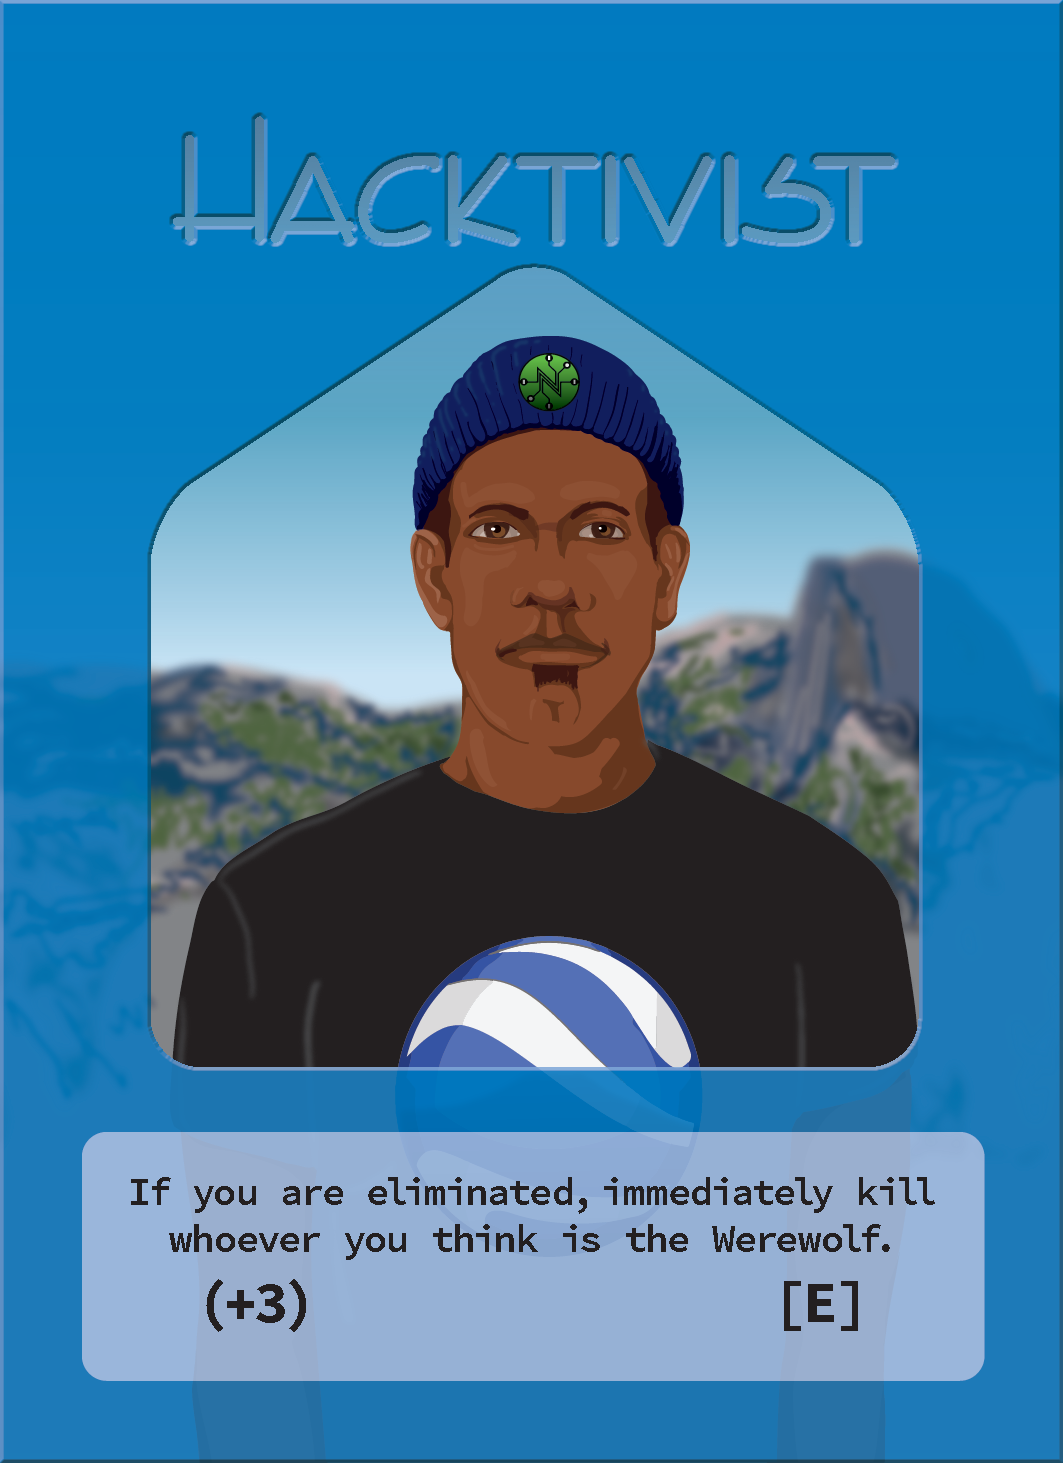 HACKTIVIST
N
If you are eliminated, immediately kill
whoever you think is the Werewolf.
(+3) [E]